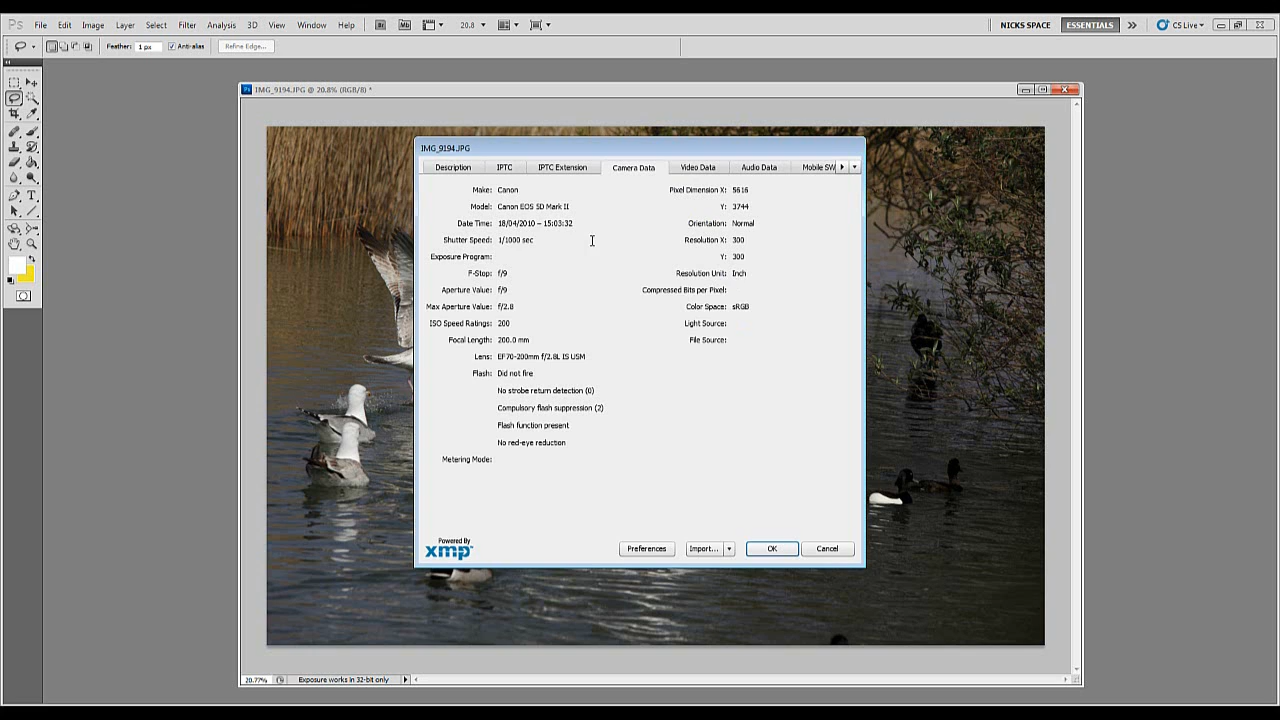 Ps File Edit Image Layer Select Filter Analysis 3D View Window Help Br Mb 20.8 NICKS SPACE ESSENTIALS CS Live
Feather: 1 px Anti-alias Refine Edge...
IMG_9194.JPG @ 20.8% (RGB/8) *
IMG_9194.JPG
Description IPTC IPTC Extension Camera Data Video Data Audio Data Mobile SW
Make: Canon
Model: Canon EOS 5D Mark II
Date Time: 18/04/2010 – 15:03:32
Shutter Speed: 1/1000 sec
Exposure Program:
F-Stop: f/9
Aperture Value: f/9
Max Aperture Value: f/2.8
ISO Speed Ratings: 200
Focal Length: 200.0 mm
Lens: EF70-200mm f/2.8L IS USM
Flash: Did not fire
No strobe return detection (0)
Compulsory flash suppression (2)
Flash function present
No red-eye reduction
Metering Mode:
Pixel Dimension X: 5616
Y: 3744
Orientation: Normal
Resolution X: 300
Y: 300
Resolution Unit: Inch
Compressed Bits per Pixel:
Color Space: sRGB
Light Source:
File Source:
Powered By
xmp™
Preferences Import... OK Cancel
20.77% Exposure works in 32-bit only